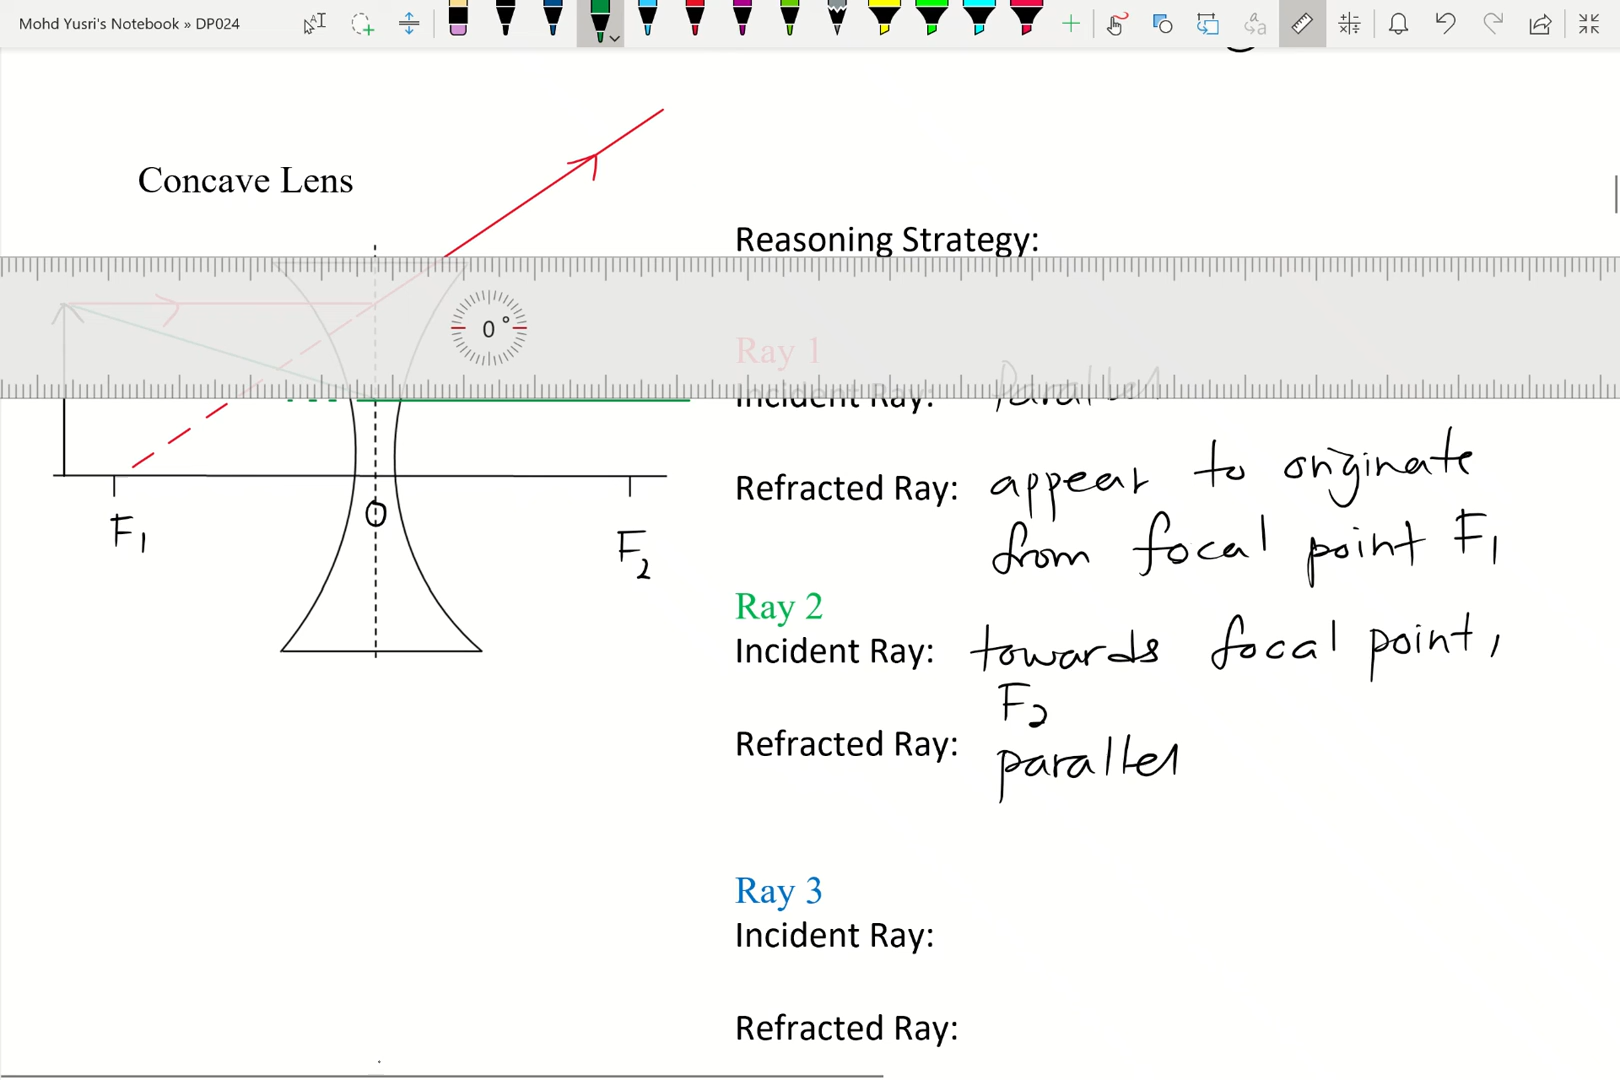 Mohd Yusri's Notebook » DP024
Concave Lens
Reasoning Strategy:
0°
Ray 1
Incident Ray: Parallel
Refracted Ray: appear to originate
from focal point F1
F1
O
F2
Ray 2
Incident Ray: towards focal point,
F2
Refracted Ray: parallel
Ray 3
Incident Ray:
Refracted Ray: